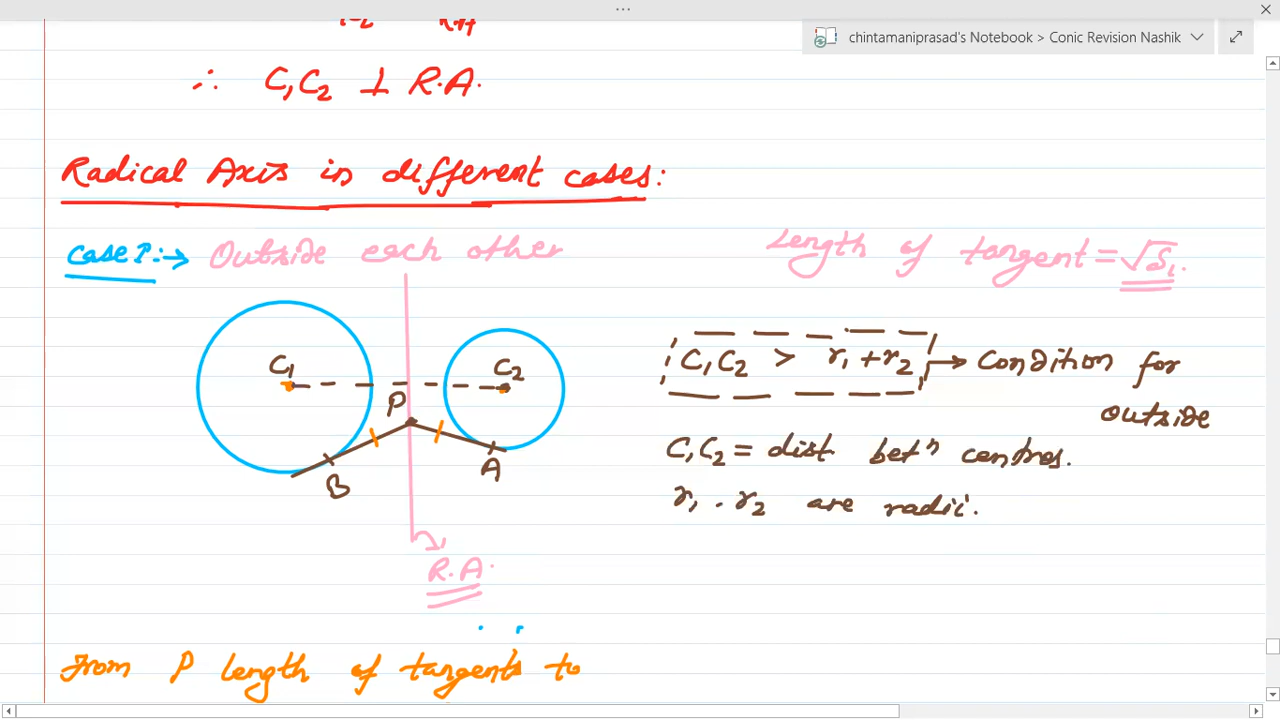 chintamaniprasad's Notebook > Conic Revision Nashik
∴ C1C2 ⊥ R.A.
Radical Axis in different cases:
case I:→ Outside each other
Length of tangent = √S1.
C1 C2
P
B A
R.A.
C1C2 > r1 + r2 → Condition for
outside
C1C2 = dist betn centres.
r1 . r2 are radii.
From P length of tangents to